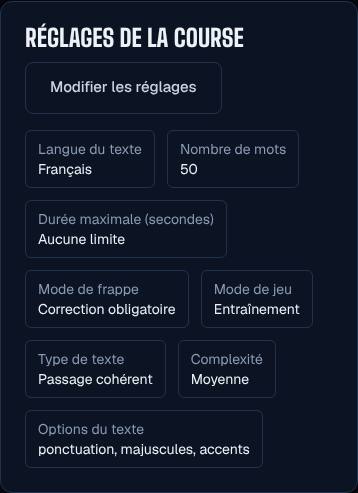 RÉGLAGES DE LA COURSE
Modifier les réglages
Langue du texte
Français
Nombre de mots
50
Durée maximale (secondes)
Aucune limite
Mode de frappe
Correction obligatoire
Mode de jeu
Entraînement
Type de texte
Passage cohérent
Complexité
Moyenne
Options du texte
ponctuation, majuscules, accents